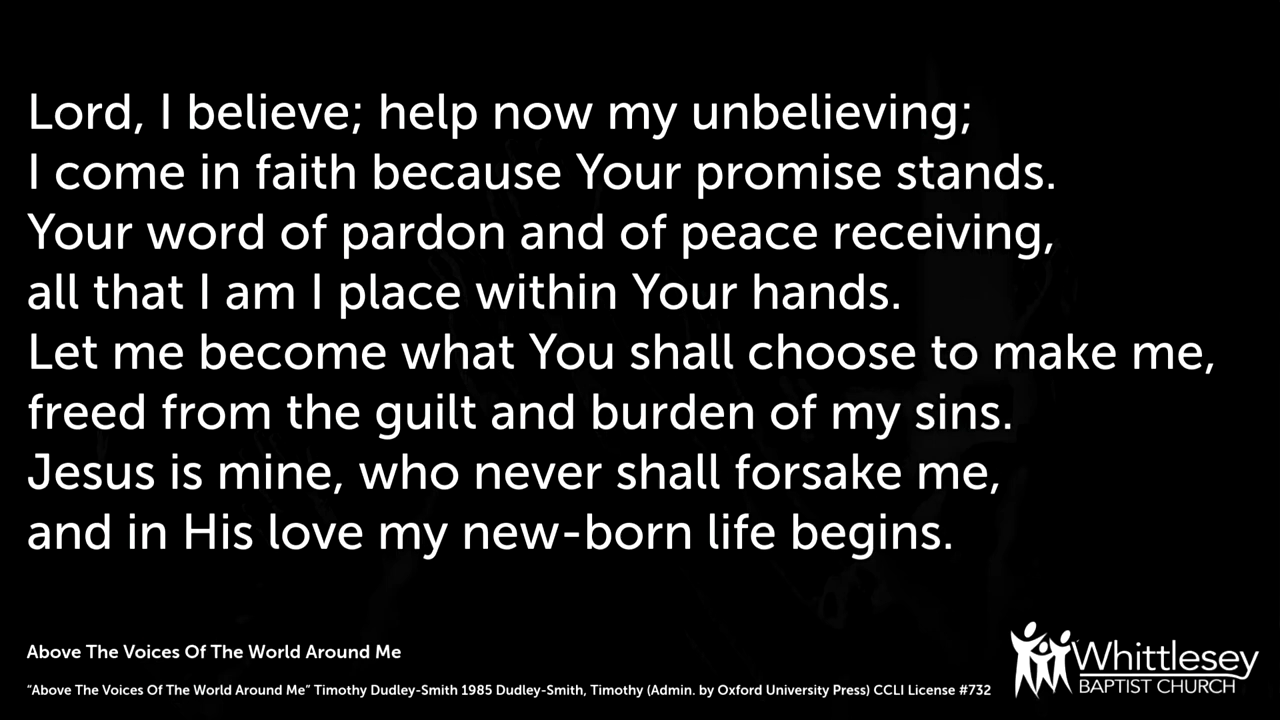 Lord, I believe; help now my unbelieving;
I come in faith because Your promise stands.
Your word of pardon and of peace receiving,
all that I am I place within Your hands.
Let me become what You shall choose to make me,
freed from the guilt and burden of my sins.
Jesus is mine, who never shall forsake me,
and in His love my new-born life begins.
Above The Voices Of The World Around Me
“Above The Voices Of The World Around Me” Timothy Dudley-Smith 1985 Dudley-Smith, Timothy (Admin. by Oxford University Press) CCLI License #732
Whittlesey
BAPTIST CHURCH